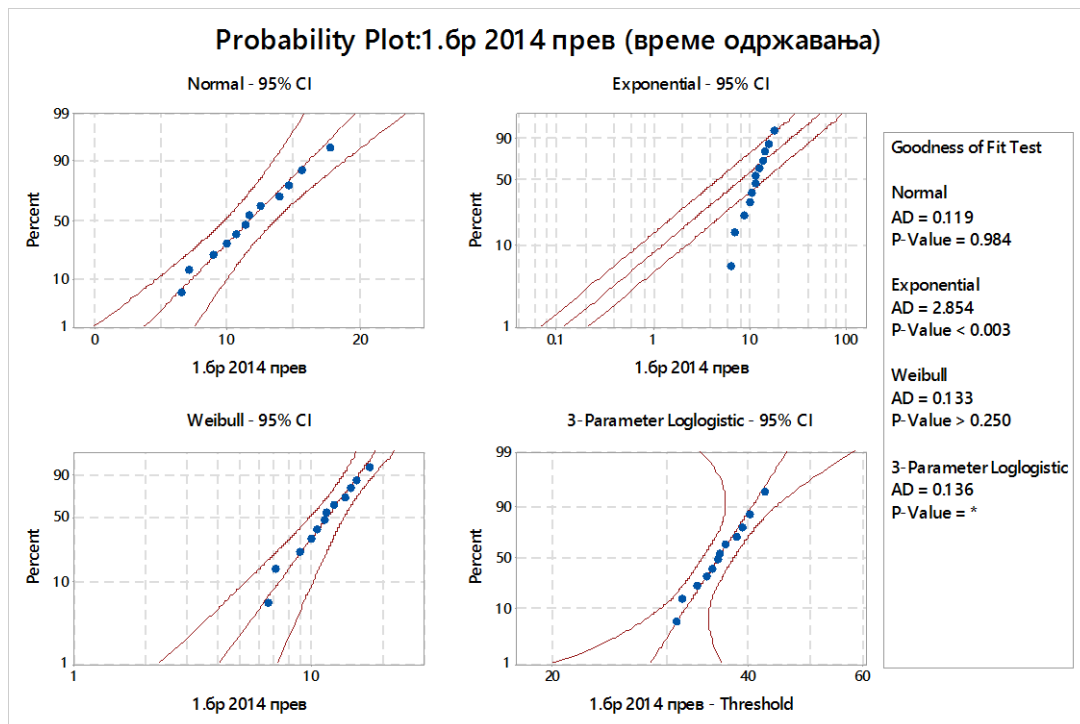 Probability Plot:1.бр 2014 прев (време одржавања)
Normal - 95% CI
99
90
50
10
1
Percent
0 10 20
1.бр 2014 прев
Exponential - 95% CI
90
50
10
1
Percent
0.1 1 10 100
1.бр 2014 прев
Weibull - 95% CI
90
50
10
1
Percent
1 10
1.бр 2014 прев
3-Parameter Loglogistic - 95% CI
99
90
50
10
1
Percent
20 40 60
1.бр 2014 прев - Threshold
Goodness of Fit Test
Normal
AD = 0.119
P-Value = 0.984
Exponential
AD = 2.854
P-Value < 0.003
Weibull
AD = 0.133
P-Value > 0.250
3-Parameter Loglogistic
AD = 0.136
P-Value = *